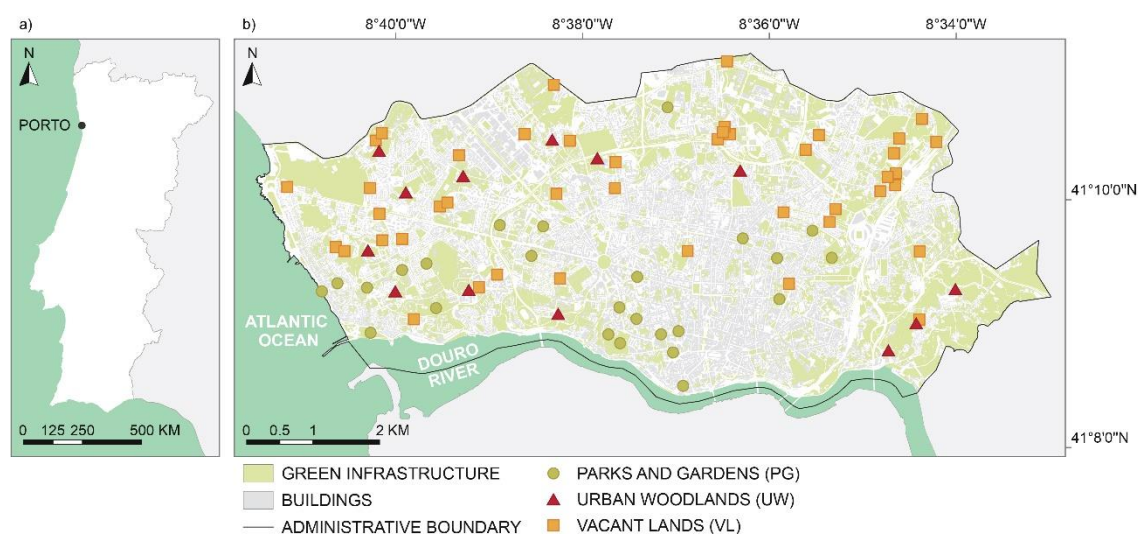 a)
b)
8°40'0"W
8°38'0"W
8°36'0"W
8°34'0"W
N
N
PORTO
41°10'0"N
ATLANTIC
OCEAN
DOURO
RIVER
0 125 250 500 KM
0 0.5 1 2 KM
41°8'0"N
GREEN INFRASTRUCTURE
PARKS AND GARDENS (PG)
BUILDINGS
URBAN WOODLANDS (UW)
ADMINISTRATIVE BOUNDARY
VACANT LANDS (VL)